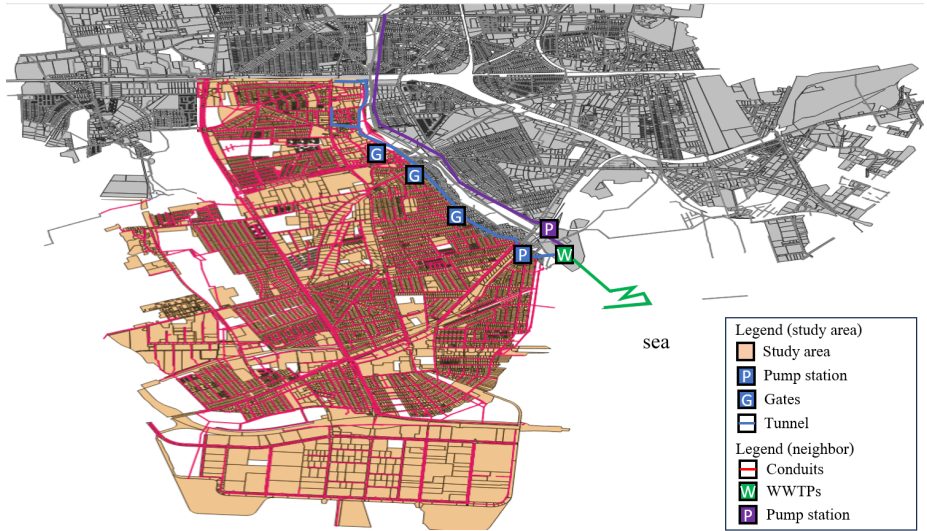 G
G
G
P
P
W
sea
Legend (study area)
Study area
P Pump station
G Gates
Tunnel
Legend (neighbor)
Conduits
W WWTPs
P Pump station